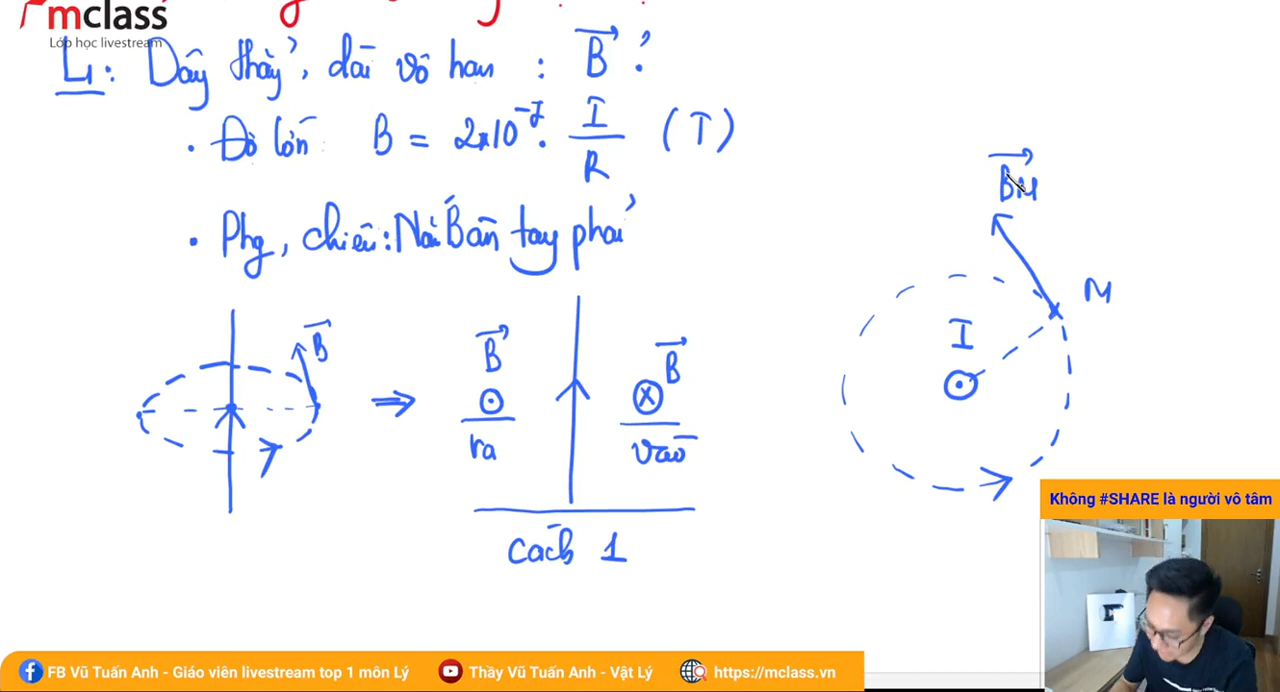 mclass
Lớp học livestream
L1: Dây thẳng, dài vô hạn : B→ ?
• Độ lớn B = 2x10⁻⁷. I/R (T)
• Phg, chiều: Nắm Bàn tay phải
B→
B→
B→
ra
vào
Cách 1
B→M
M
I
Không #SHARE là người vô tâm
FB Vũ Tuấn Anh - Giáo viên livestream top 1 môn Lý
Thầy Vũ Tuấn Anh - Vật Lý
https://mclass.vn